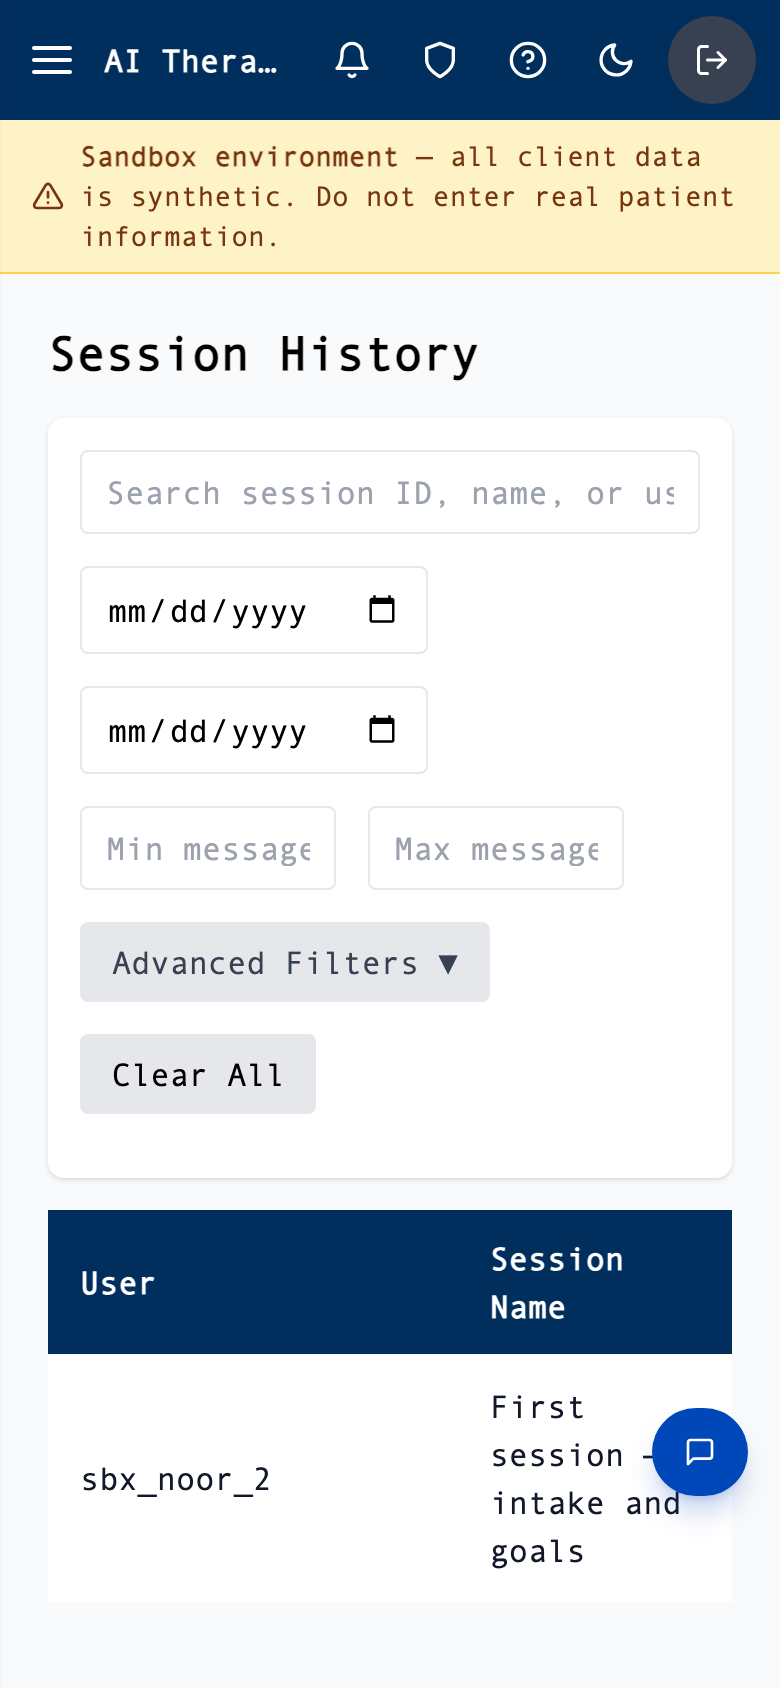 AI Thera…
Sandbox environment — all client data
is synthetic. Do not enter real patient
information.
Session History
Search session ID, name, or us
mm/dd/yyyy
mm/dd/yyyy
Min message Max message
Advanced Filters ▼
Clear All
User Session
Name
sbx_noor_2 First
session —
intake and
goals